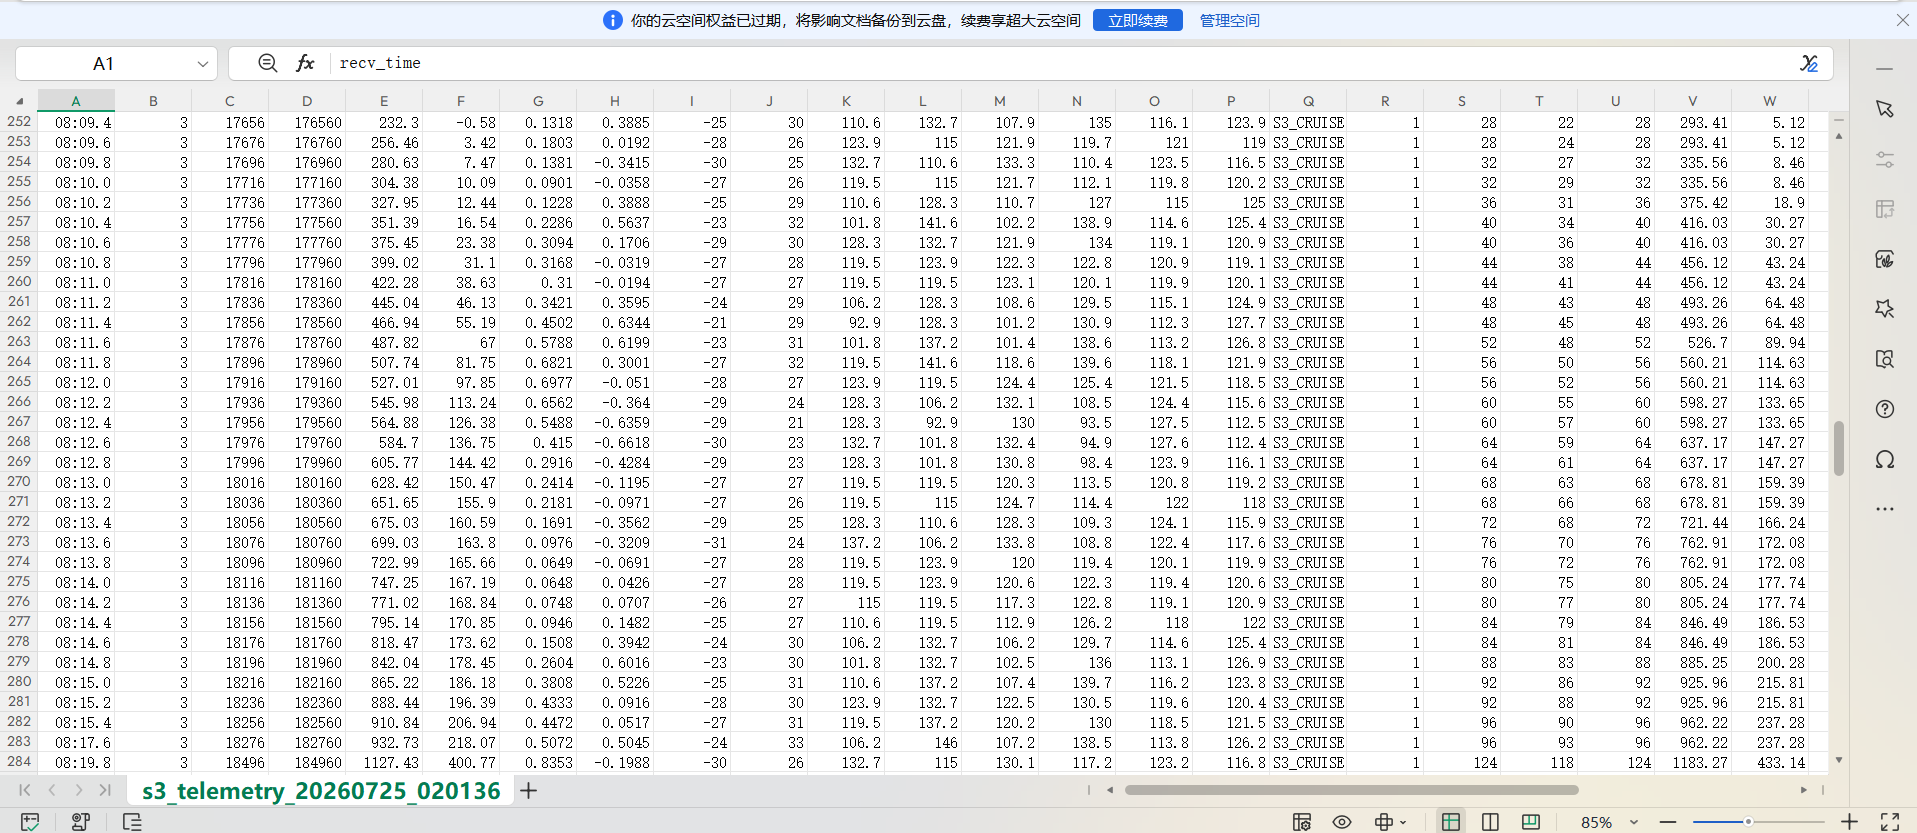 你的云空间权益已过期，将影响文档备份到云盘，续费享超大云空间 立即续费 管理空间
A1 fx recv_time
A B C D E F G H I J K L M N O P Q R S T U V W
252 08:09.4 3 17656 176560 232.3 -0.58 0.1318 0.3885 -25 30 110.6 132.7 107.9 135 116.1 123.9 S3_CRUISE 1 28 22 28 293.41 5.12
253 08:09.6 3 17676 176760 256.46 3.42 0.1803 0.0192 -28 26 123.9 115 121.9 119.7 121 119 S3_CRUISE 1 28 24 28 293.41 5.12
254 08:09.8 3 17696 176960 280.63 7.47 0.1381 -0.3415 -30 25 132.7 110.6 133.3 110.4 123.5 116.5 S3_CRUISE 1 32 27 32 335.56 8.46
255 08:10.0 3 17716 177160 304.38 10.09 0.0901 -0.0358 -27 26 119.5 115 121.7 112.1 119.8 120.2 S3_CRUISE 1 32 29 32 335.56 8.46
256 08:10.2 3 17736 177360 327.95 12.44 0.1228 0.3888 -25 29 110.6 128.3 110.7 127 115 125 S3_CRUISE 1 36 31 36 375.42 18.9
257 08:10.4 3 17756 177560 351.39 16.54 0.2286 0.5637 -23 32 101.8 141.6 102.2 138.9 114.6 125.4 S3_CRUISE 1 40 34 40 416.03 30.27
258 08:10.6 3 17776 177760 375.45 23.38 0.3094 0.1706 -29 30 128.3 132.7 121.9 134 119.1 120.9 S3_CRUISE 1 40 36 40 416.03 30.27
259 08:10.8 3 17796 177960 399.02 31.1 0.3168 -0.0319 -27 28 119.5 123.9 122.3 122.8 120.9 119.1 S3_CRUISE 1 44 38 44 456.12 43.24
260 08:11.0 3 17816 178160 422.28 38.63 0.31 -0.0194 -27 27 119.5 119.5 123.1 120.1 119.9 120.1 S3_CRUISE 1 44 41 44 456.12 43.24
261 08:11.2 3 17836 178360 445.04 46.13 0.3421 0.3595 -24 29 106.2 128.3 108.6 129.5 115.1 124.9 S3_CRUISE 1 48 43 48 493.26 64.48
262 08:11.4 3 17856 178560 466.94 55.19 0.4502 0.6344 -21 29 92.9 128.3 101.2 130.9 112.3 127.7 S3_CRUISE 1 48 45 48 493.26 64.48
263 08:11.6 3 17876 178760 487.82 67 0.5788 0.6199 -23 31 101.8 137.2 101.4 138.6 113.2 126.8 S3_CRUISE 1 52 48 52 526.7 89.94
264 08:11.8 3 17896 178960 507.74 81.75 0.6821 0.3001 -27 32 119.5 141.6 118.6 139.6 118.1 121.9 S3_CRUISE 1 56 50 56 560.21 114.63
265 08:12.0 3 17916 179160 527.01 97.85 0.6977 -0.051 -28 27 123.9 119.5 124.4 125.4 121.5 118.5 S3_CRUISE 1 56 52 56 560.21 114.63
266 08:12.2 3 17936 179360 545.98 113.24 0.6562 -0.364 -29 24 128.3 106.2 132.1 108.5 124.4 115.6 S3_CRUISE 1 60 55 60 598.27 133.65
267 08:12.4 3 17956 179560 564.88 126.38 0.5488 -0.6359 -29 21 128.3 92.9 130 93.5 127.5 112.5 S3_CRUISE 1 60 57 60 598.27 133.65
268 08:12.6 3 17976 179760 584.7 136.75 0.415 -0.6618 -30 23 132.7 101.8 132.4 94.9 127.6 112.4 S3_CRUISE 1 64 59 64 637.17 147.27
269 08:12.8 3 17996 179960 605.77 144.42 0.2916 -0.4284 -29 23 128.3 101.8 130.8 98.4 123.9 116.1 S3_CRUISE 1 64 61 64 637.17 147.27
270 08:13.0 3 18016 180160 628.42 150.47 0.2414 -0.1195 -27 27 119.5 119.5 120.3 113.5 120.8 119.2 S3_CRUISE 1 68 63 68 678.81 159.39
271 08:13.2 3 18036 180360 651.65 155.9 0.2181 -0.0971 -27 26 119.5 115 124.7 114.4 122 118 S3_CRUISE 1 68 66 68 678.81 159.39
272 08:13.4 3 18056 180560 675.03 160.59 0.1691 -0.3562 -29 25 128.3 110.6 128.3 109.3 124.1 115.9 S3_CRUISE 1 72 68 72 721.44 166.24
273 08:13.6 3 18076 180760 699.03 163.8 0.0976 -0.3209 -31 24 137.2 106.2 133.8 108.8 122.4 117.6 S3_CRUISE 1 76 70 76 762.91 172.08
274 08:13.8 3 18096 180960 722.99 165.66 0.0649 -0.0691 -27 28 119.5 123.9 120 119.4 120.1 119.9 S3_CRUISE 1 76 72 76 762.91 172.08
275 08:14.0 3 18116 181160 747.25 167.19 0.0648 0.0426 -27 28 119.5 123.9 120.6 122.3 119.4 120.6 S3_CRUISE 1 80 75 80 805.24 177.74
276 08:14.2 3 18136 181360 771.02 168.84 0.0748 0.0707 -26 27 115 119.5 117.3 122.8 119.1 120.9 S3_CRUISE 1 80 77 80 805.24 177.74
277 08:14.4 3 18156 181560 795.14 170.85 0.0946 0.1482 -25 27 110.6 119.5 112.9 126.2 118 122 S3_CRUISE 1 84 79 84 846.49 186.53
278 08:14.6 3 18176 181760 818.47 173.62 0.1508 0.3942 -24 30 106.2 132.7 106.2 129.7 114.6 125.4 S3_CRUISE 1 84 81 84 846.49 186.53
279 08:14.8 3 18196 181960 842.04 178.45 0.2604 0.6016 -23 30 101.8 132.7 102.5 136 113.1 126.9 S3_CRUISE 1 88 83 88 885.25 200.28
280 08:15.0 3 18216 182160 865.22 186.18 0.3808 0.5226 -25 31 110.6 137.2 107.4 139.7 116.2 123.8 S3_CRUISE 1 92 86 92 925.96 215.81
281 08:15.2 3 18236 182360 888.44 196.39 0.4333 0.0916 -28 30 123.9 132.7 122.5 130.5 119.6 120.4 S3_CRUISE 1 92 88 92 925.96 215.81
282 08:15.4 3 18256 182560 910.84 206.94 0.4472 0.0517 -27 31 119.5 137.2 120.2 130 118.5 121.5 S3_CRUISE 1 96 90 96 962.22 237.28
283 08:17.6 3 18276 182760 932.73 218.07 0.5072 0.5045 -24 33 106.2 146 107.2 138.5 113.8 126.2 S3_CRUISE 1 96 93 96 962.22 237.28
284 08:19.8 3 18496 184960 1127.43 400.77 0.8353 -0.1988 -30 26 132.7 115 130.1 117.2 123.2 116.8 S3_CRUISE 1 124 118 124 1183.27 433.14
s3_telemetry_20260725_020136
85%